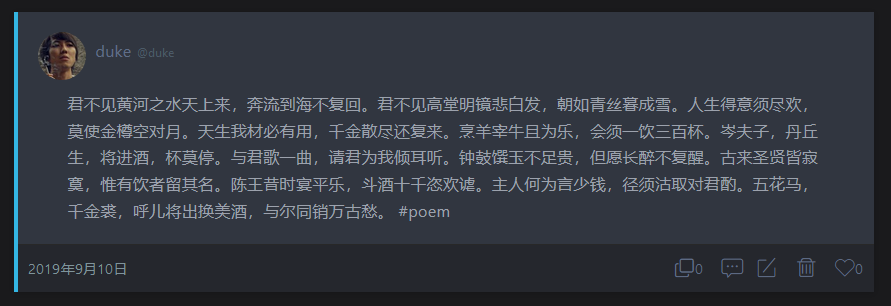 duke @duke
君不见黄河之水天上来，奔流到海不复回。君不见高堂明镜悲白发，朝如青丝暮成雪。人生得意须尽欢，
莫使金樽空对月。天生我材必有用，千金散尽还复来。烹羊宰牛且为乐，会须一饮三百杯。岑夫子，丹丘
生，将进酒，杯莫停。与君歌一曲，请君为我倾耳听。钟鼓馔玉不足贵，但愿长醉不复醒。古来圣贤皆寂
寞，惟有饮者留其名。陈王昔时宴平乐，斗酒十千恣欢谑。主人何为言少钱，径须沽取对君酌。五花马，
千金裘，呼儿将出换美酒，与尔同销万古愁。 #poem
2019年9月10日 0 0